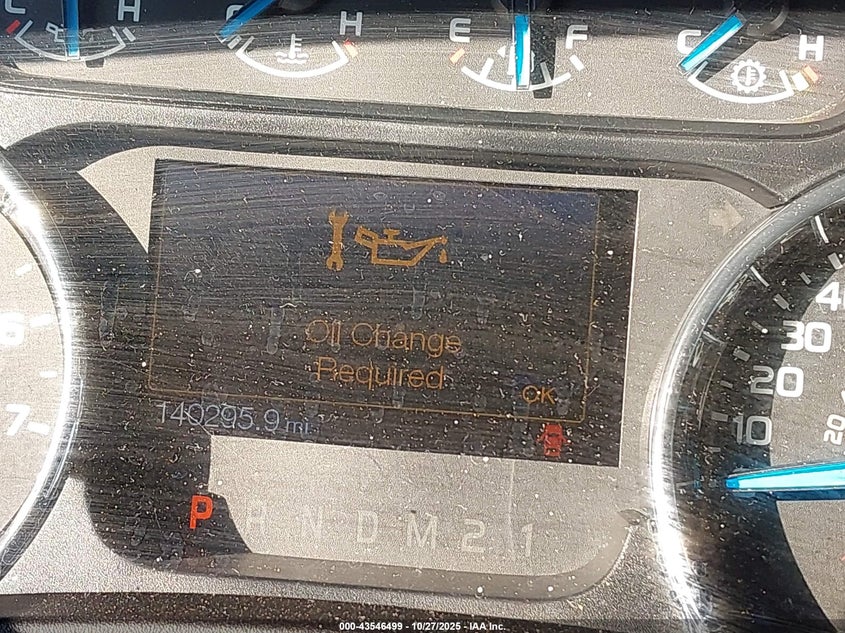 C H
C H
E F
C H
Oil Change
Required
OK
140295.9 mi
P R N D M 2 1
6
7
40
30
20
10
20
000-43546499 - 10/27/2025 - IAA Inc.